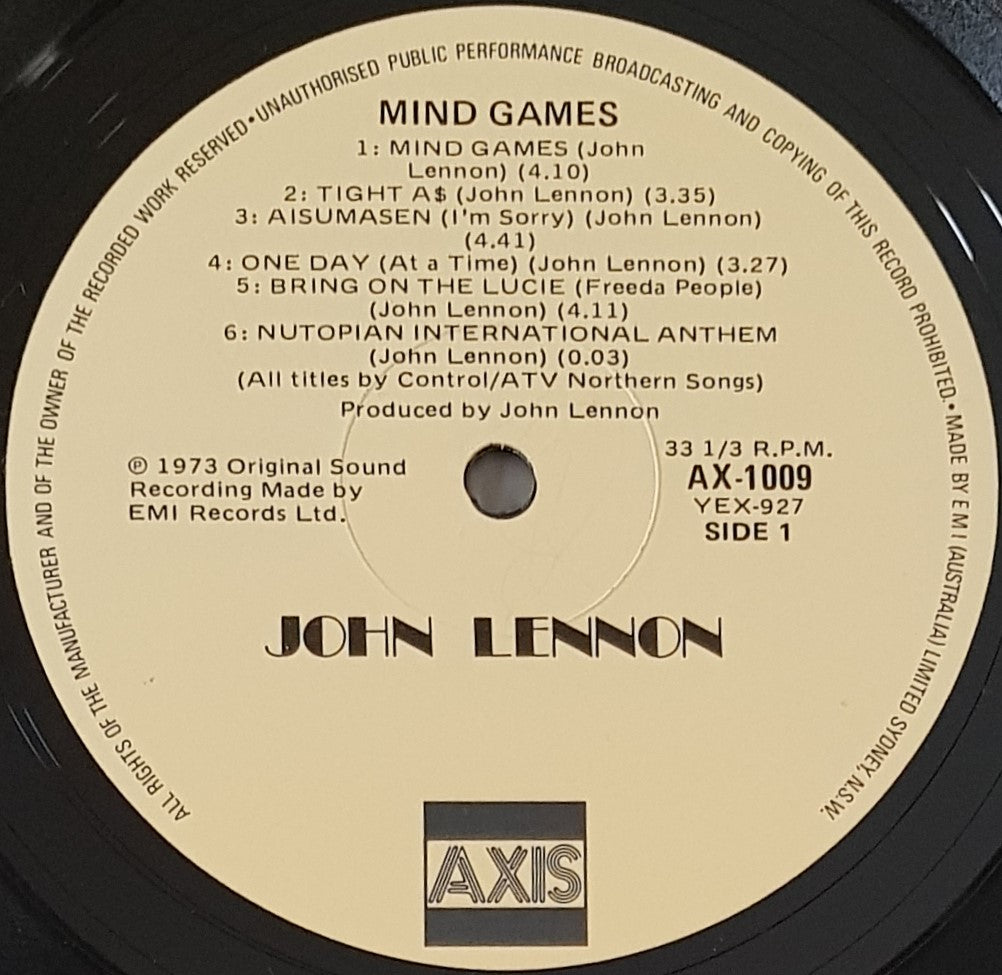 ALL RIGHTS OF THE MANUFACTURER AND OF THE OWNER OF THE RECORDED WORK RESERVED • UNAUTHORISED PUBLIC PERFORMANCE BROADCASTING AND COPYING OF THIS RECORD PROHIBITED. • MADE BY E M I (AUSTRALIA) LIMITED SYDNEY, N.S.W.
MIND GAMES
1: MIND GAMES (John
Lennon) (4.10)
2: TIGHT A$ (John Lennon) (3.35)
3: AISUMASEN (I'm Sorry) (John Lennon)
(4.41)
4: ONE DAY (At a Time) (John Lennon) (3.27)
5: BRING ON THE LUCIE (Freeda People)
(John Lennon) (4.11)
6: NUTOPIAN INTERNATIONAL ANTHEM
(John Lennon) (0.03)
(All titles by Control/ATV Northern Songs)
Produced by John Lennon
℗ 1973 Original Sound
Recording Made by
EMI Records Ltd.
33 1/3 R.P.M.
AX-1009
YEX-927
SIDE 1
JOHN LENNON
AXIS